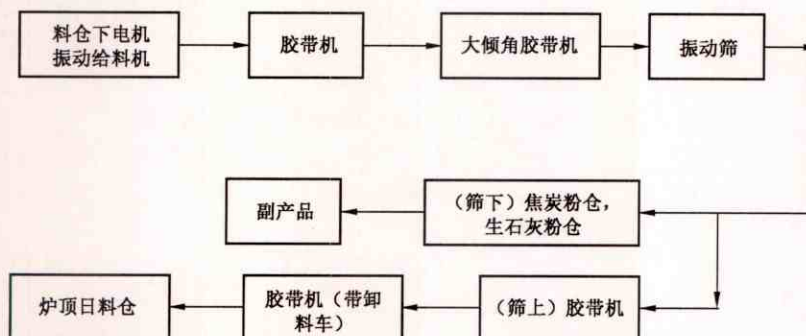 料仓下电机
振动给料机
胶带机
大倾角胶带机
振动筛
副产品
（筛下）焦炭粉仓，
生石灰粉仓
炉顶日料仓
胶带机（带卸
料车）
（筛上）胶带机